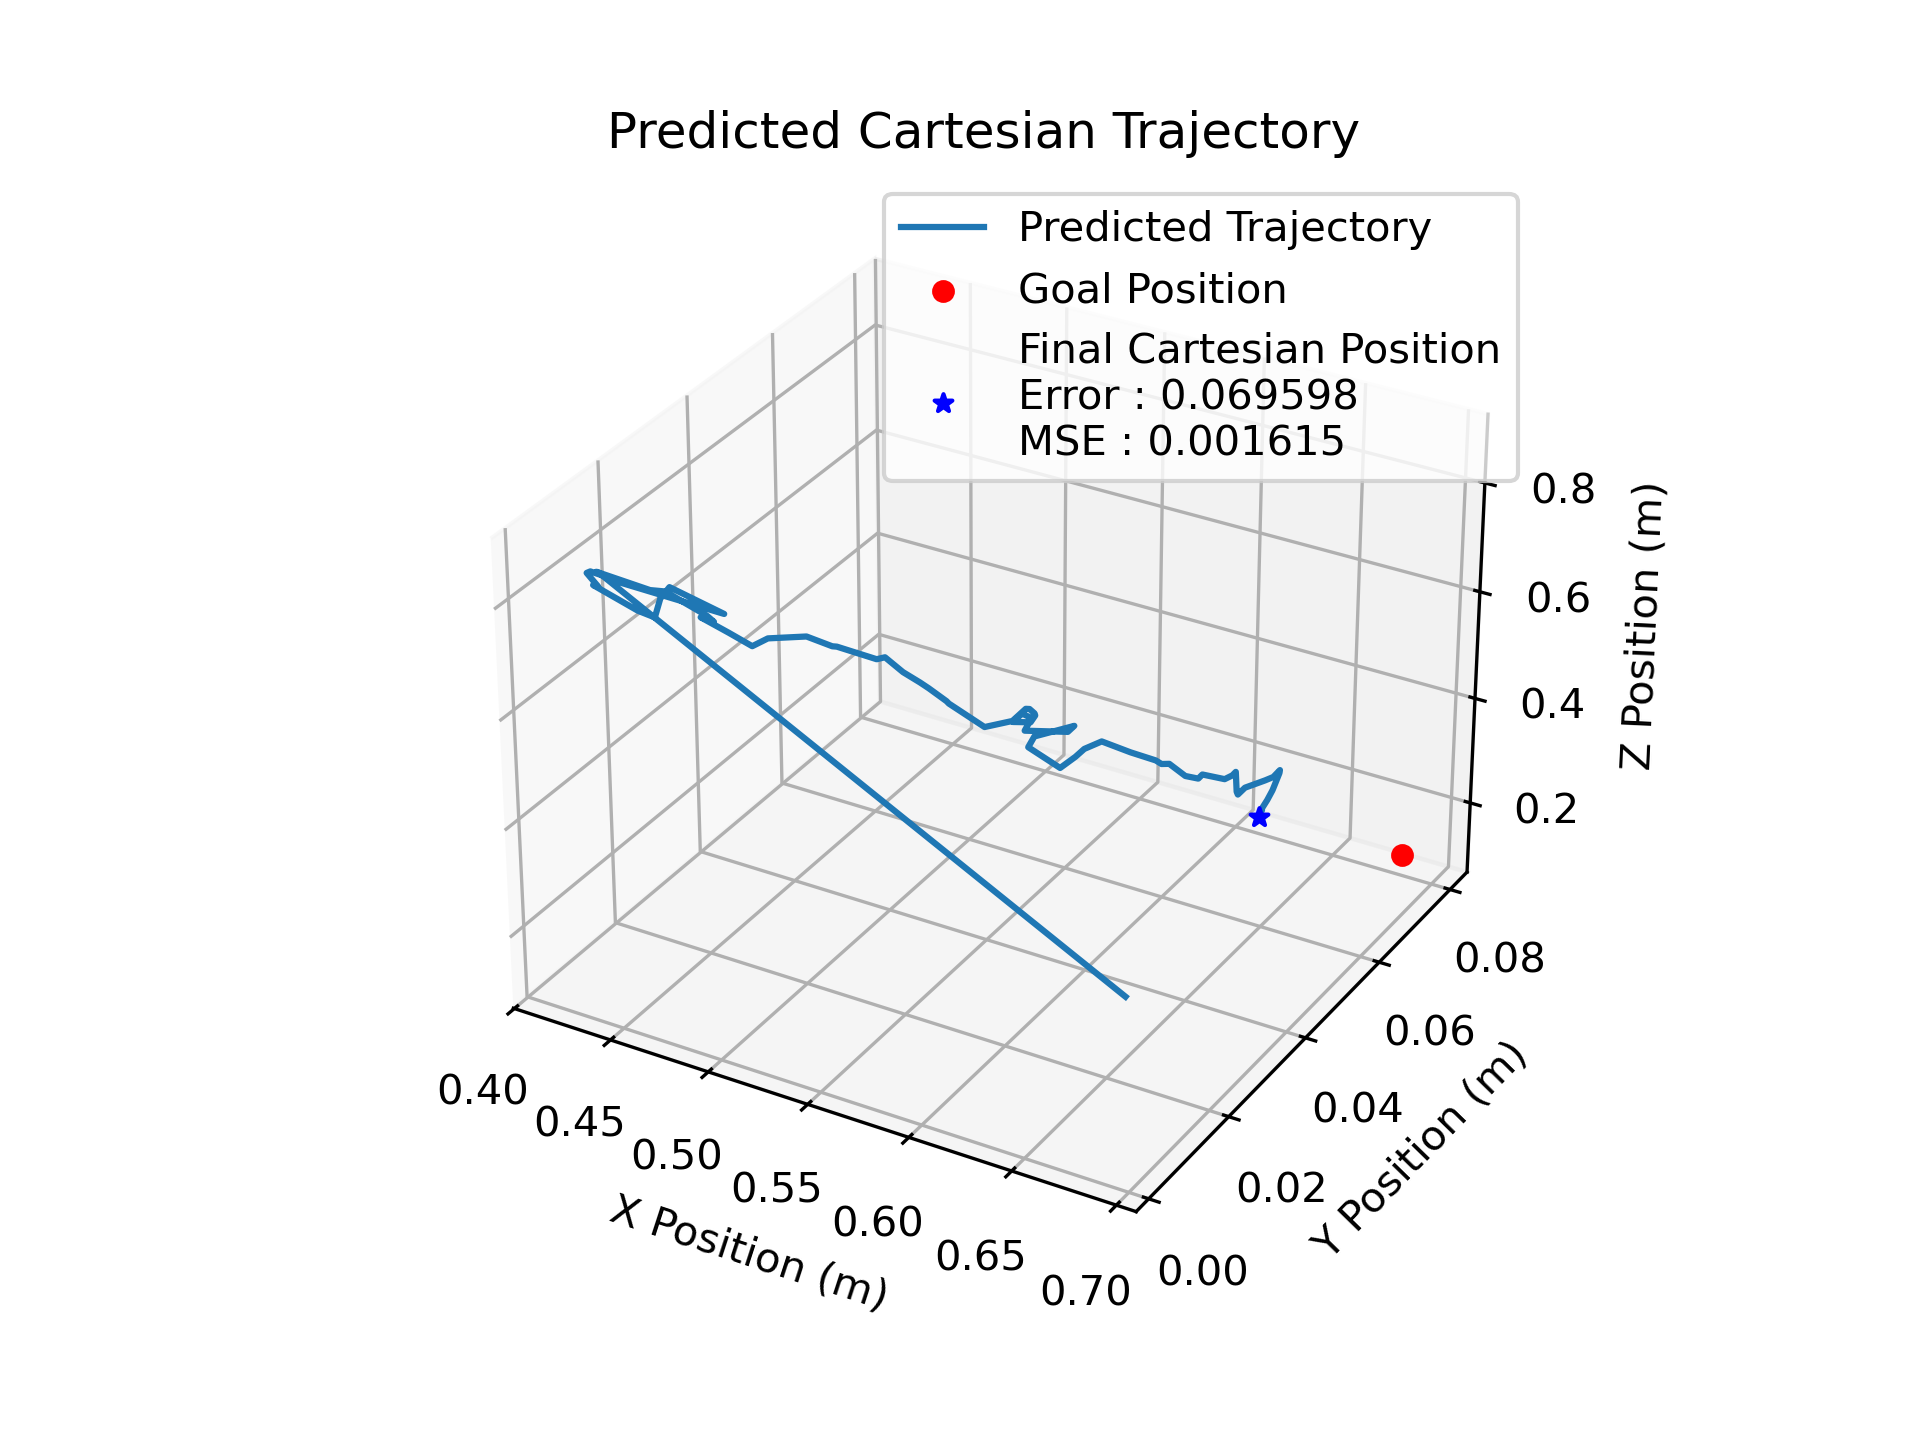 Predicted Cartesian Trajectory
Predicted Trajectory
Goal Position
Final Cartesian Position
Error : 0.069598
MSE : 0.001615
0.8
0.6
0.4
0.2
Z Position (m)
0.08
0.06
0.04
0.02
0.00
Y Position (m)
0.40
0.45
0.50
0.55
0.60
0.65
0.70
X Position (m)